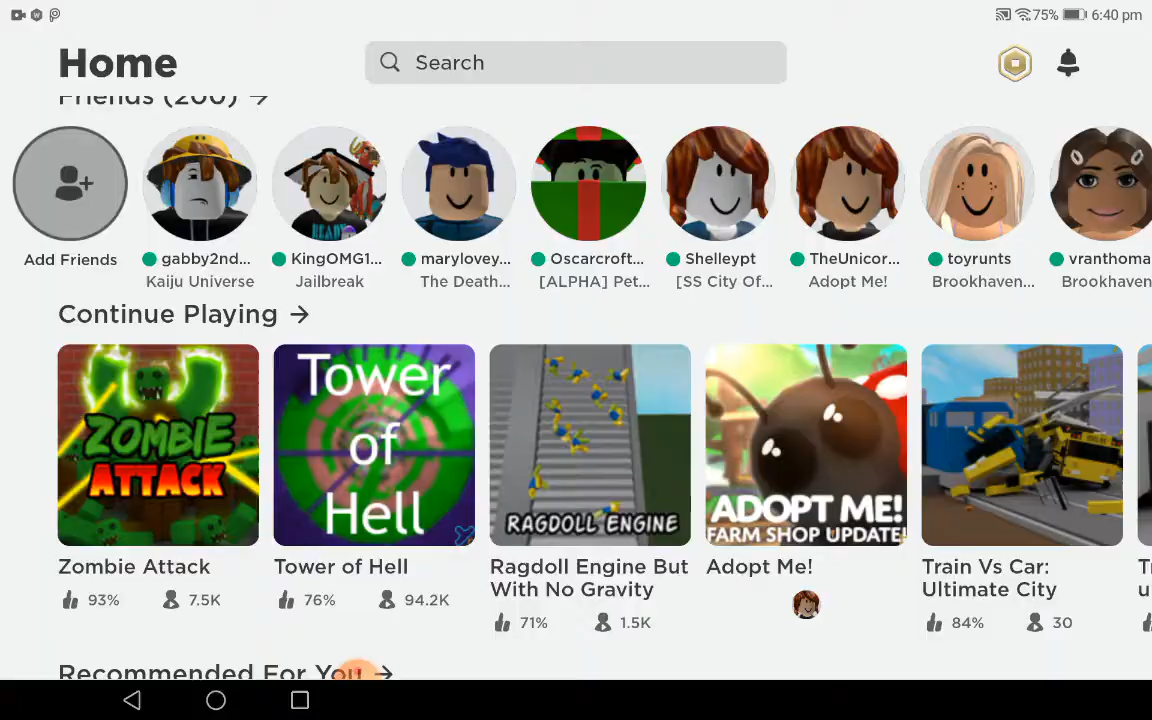 75% 6:40 pm
Home
Search
Friends (200) →
Add Friends
gabby2nd...
Kaiju Universe
KingOMG1...
Jailbreak
marylovey...
The Death...
Oscarcroft...
[ALPHA] Pet...
Shelleypt
[SS City Of...
TheUnicor...
Adopt Me!
toyrunts
Brookhaven...
vranthoma
Brookhaven
READY
Continue Playing →
ZOMBIE
ATTACK
Tower
of
Hell
RAGDOLL ENGINE
ADOPT ME!
FARM SHOP UPDATE!
Zombie Attack
93% 7.5K
Tower of Hell
76% 94.2K
Ragdoll Engine But
With No Gravity
71% 1.5K
Adopt Me!
Train Vs Car:
Ultimate City
84% 30
Recommended For You →